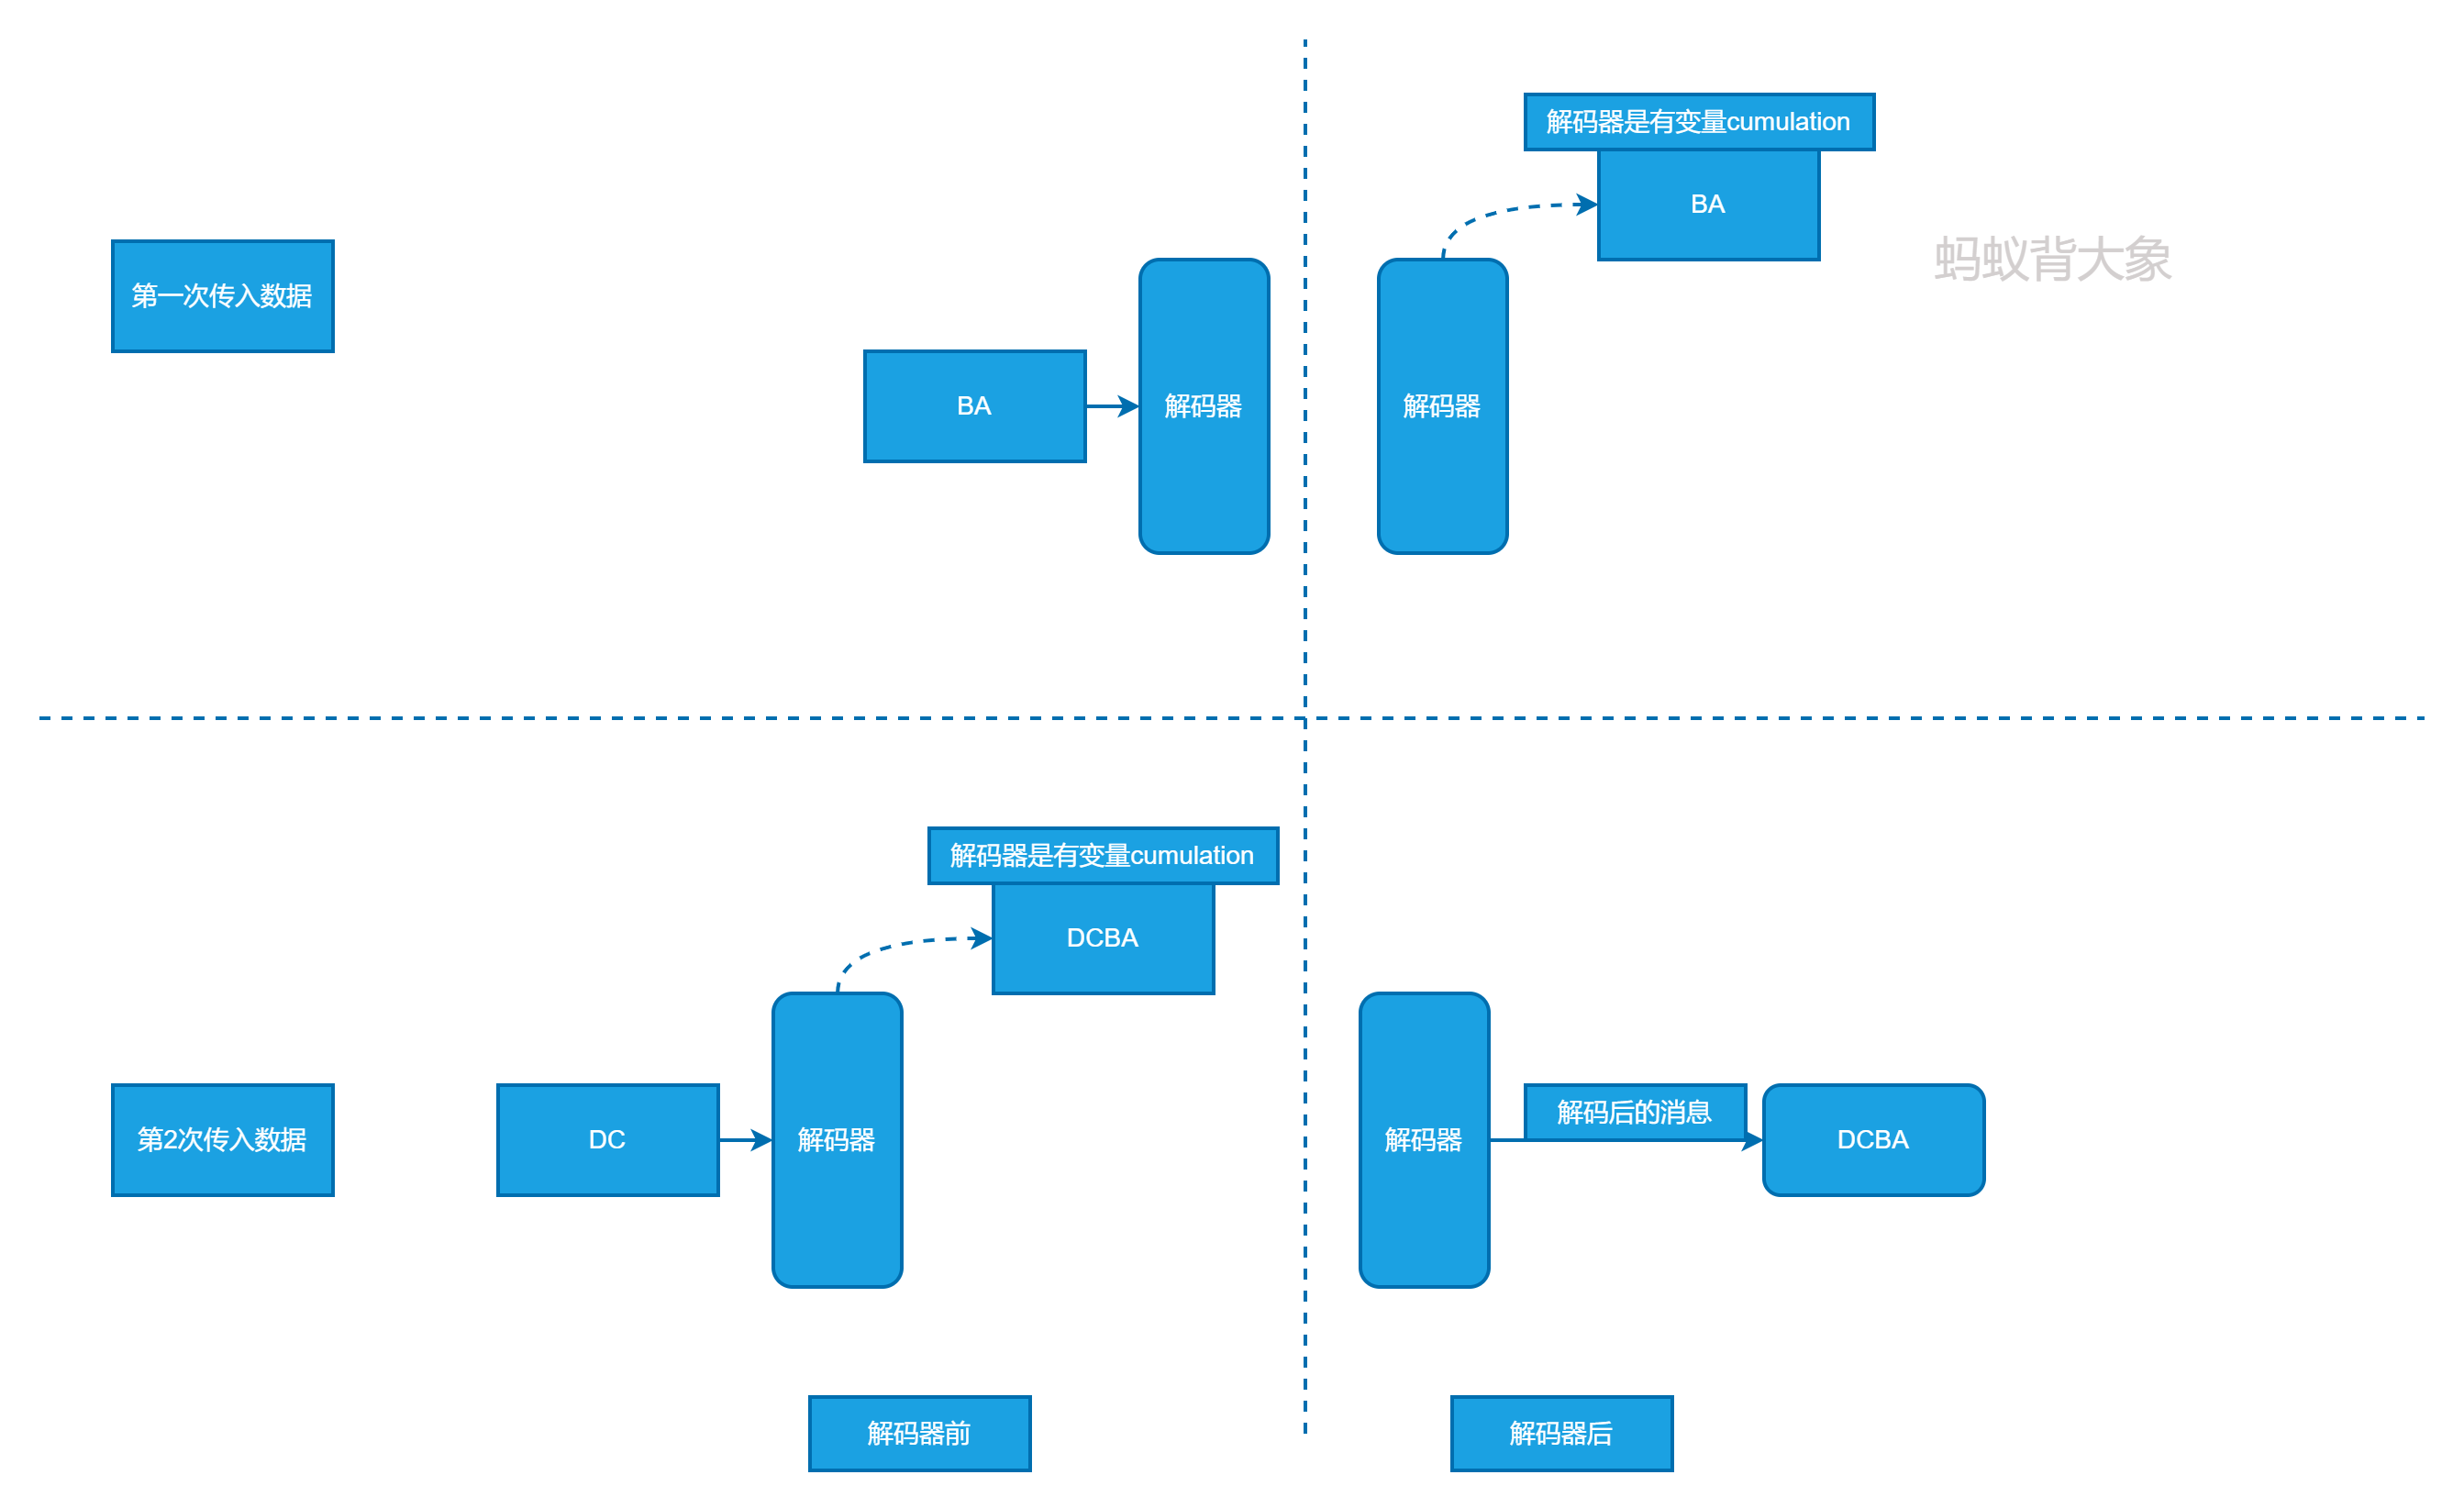 解码器是有变量cumulation
BA
蚂蚁背大象
第一次传入数据
BA
解码器
解码器
解码器是有变量cumulation
DCBA
第2次传入数据
DC
解码器
解码器
解码后的消息
DCBA
解码器前
解码器后